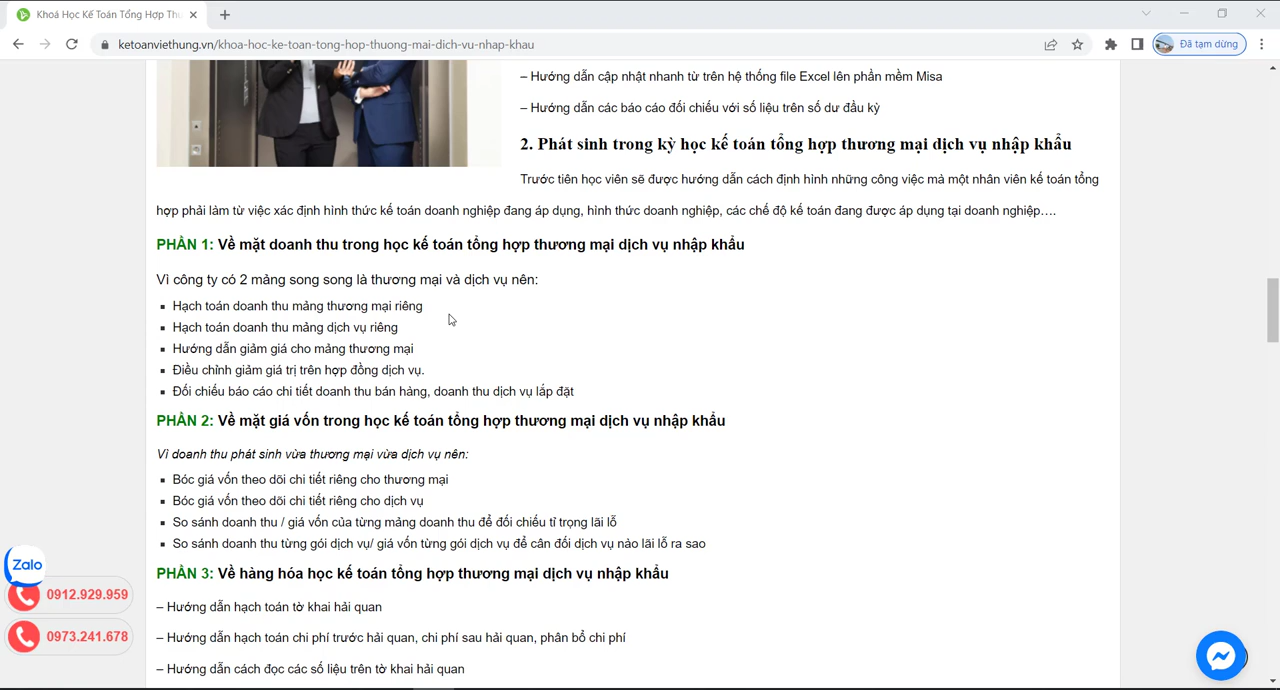 Khoá Học Kế Toán Tổng Hợp Thu
ketoanviethung.vn/khoa-hoc-ke-toan-tong-hop-thuong-mai-dich-vu-nhap-khau
Đã tạm dừng
– Hướng dẫn cập nhật nhanh từ trên hệ thống file Excel lên phần mềm Misa
– Hướng dẫn các báo cáo đối chiếu với số liệu trên số dư đầu kỳ
2. Phát sinh trong kỳ học kế toán tổng hợp thương mại dịch vụ nhập khẩu
Trước tiên học viên sẽ được hướng dẫn cách định hình những công việc mà một nhân viên kế toán tổng
hợp phải làm từ việc xác định hình thức kế toán doanh nghiệp đang áp dụng, hình thức doanh nghiệp, các chế độ kế toán đang được áp dụng tại doanh nghiệp….
PHẦN 1: Về mặt doanh thu trong học kế toán tổng hợp thương mại dịch vụ nhập khẩu
Vì công ty có 2 mảng song song là thương mại và dịch vụ nên:
▪ Hạch toán doanh thu mảng thương mại riêng
▪ Hạch toán doanh thu mảng dịch vụ riêng
▪ Hướng dẫn giảm giá cho mảng thương mại
▪ Điều chỉnh giảm giá trị trên hợp đồng dịch vụ.
▪ Đối chiếu báo cáo chi tiết doanh thu bán hàng, doanh thu dịch vụ lắp đặt
PHẦN 2: Về mặt giá vốn trong học kế toán tổng hợp thương mại dịch vụ nhập khẩu
Vì doanh thu phát sinh vừa thương mại vừa dịch vụ nên:
▪ Bóc giá vốn theo dõi chi tiết riêng cho thương mại
▪ Bóc giá vốn theo dõi chi tiết riêng cho dịch vụ
▪ So sánh doanh thu / giá vốn của từng mảng doanh thu để đối chiếu tỉ trọng lãi lỗ
▪ So sánh doanh thu từng gói dịch vụ/ giá vốn từng gói dịch vụ để cân đối dịch vụ nào lãi lỗ ra sao
PHẦN 3: Về hàng hóa học kế toán tổng hợp thương mại dịch vụ nhập khẩu
– Hướng dẫn hạch toán tờ khai hải quan
– Hướng dẫn hạch toán chi phí trước hải quan, chi phí sau hải quan, phân bổ chi phí
– Hướng dẫn cách đọc các số liệu trên tờ khai hải quan
Zalo
0912.929.959
0973.241.678